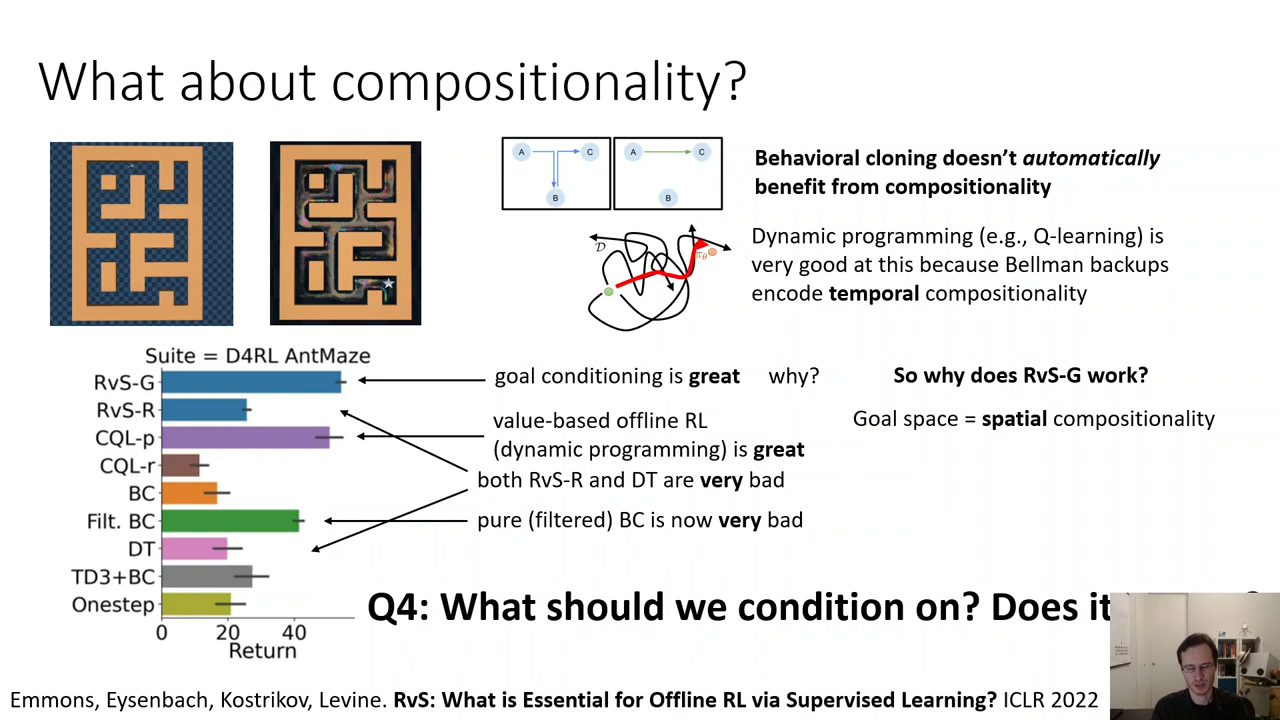 What about compositionality?
A
C
B
A
C
B
Behavioral cloning doesn't automatically
benefit from compositionality
D
πθ
Dynamic programming (e.g., Q-learning) is
very good at this because Bellman backups
encode temporal compositionality
Suite = D4RL AntMaze
RvS-G
RvS-R
CQL-p
CQL-r
BC
Filt. BC
DT
TD3+BC
Onestep
0 20 40
Return
goal conditioning is great why?
value-based offline RL
(dynamic programming) is great
both RvS-R and DT are very bad
pure (filtered) BC is now very bad
So why does RvS-G work?
Goal space = spatial compositionality
Q4: What should we condition on? Does it
Emmons, Eysenbach, Kostrikov, Levine. RvS: What is Essential for Offline RL via Supervised Learning? ICLR 2022